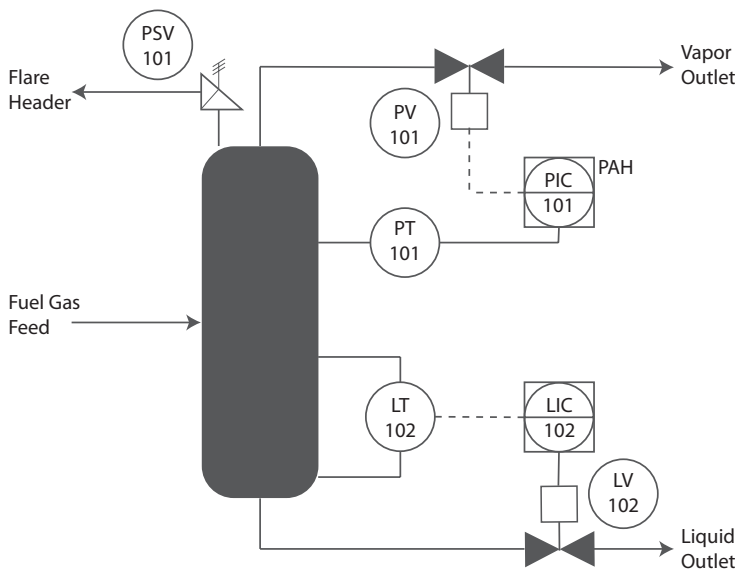 PSV
101
Flare
Header
Vapor
Outlet
PV
101
PAH
PIC
101
PT
101
Fuel Gas
Feed
LT
102
LIC
102
LV
102
Liquid
Outlet